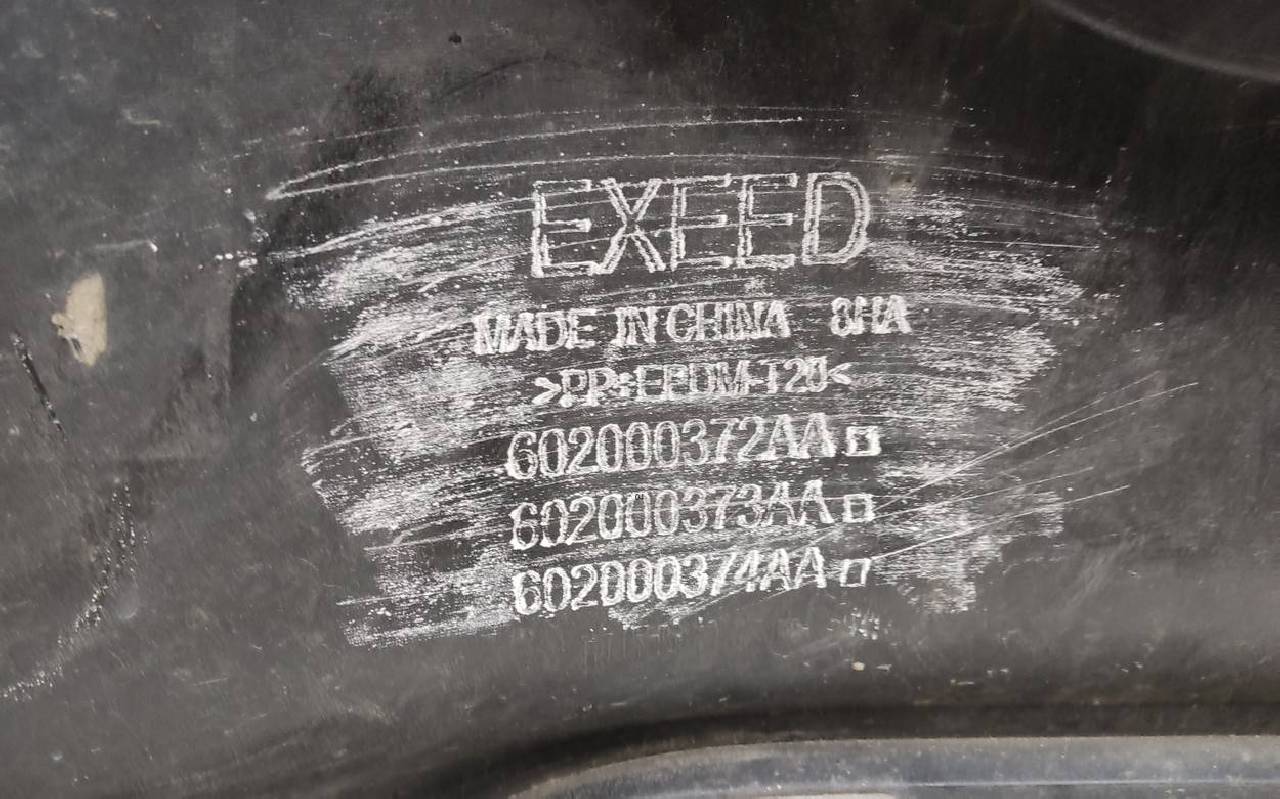 EXEED
MADE IN CHINA 8HA
>PP+EPDM-T20<
602000372AA
602000373AA
602000374AA